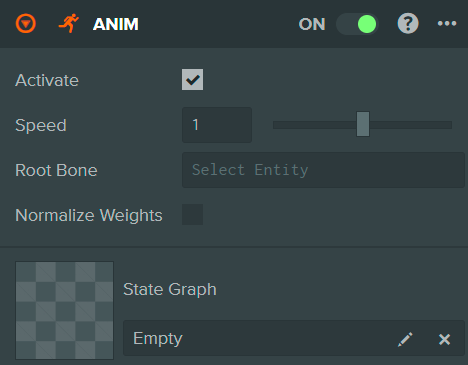 ANIM ON ? •••
Activate
Speed 1
Root Bone Select Entity
Normalize Weights
State Graph
Empty